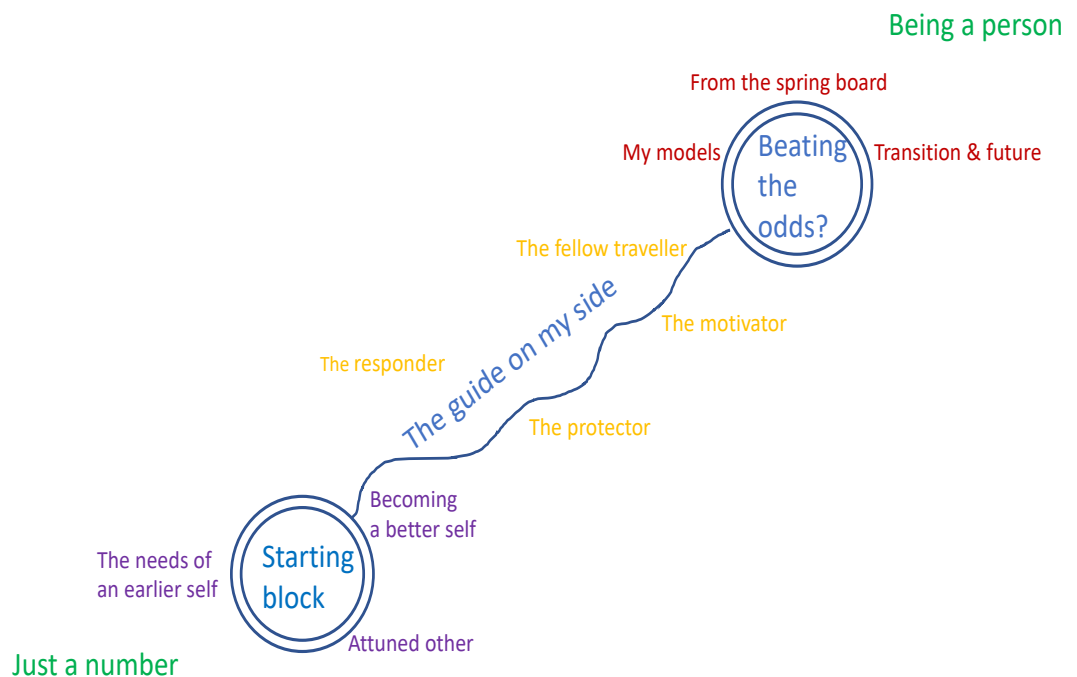 Being a person
From the spring board
My models
Beating
the
odds?
Transition & future
The fellow traveller
The guide on my side
The motivator
The responder
The protector
Becoming
a better self
The needs of
an earlier self
Starting
block
Attuned other
Just a number